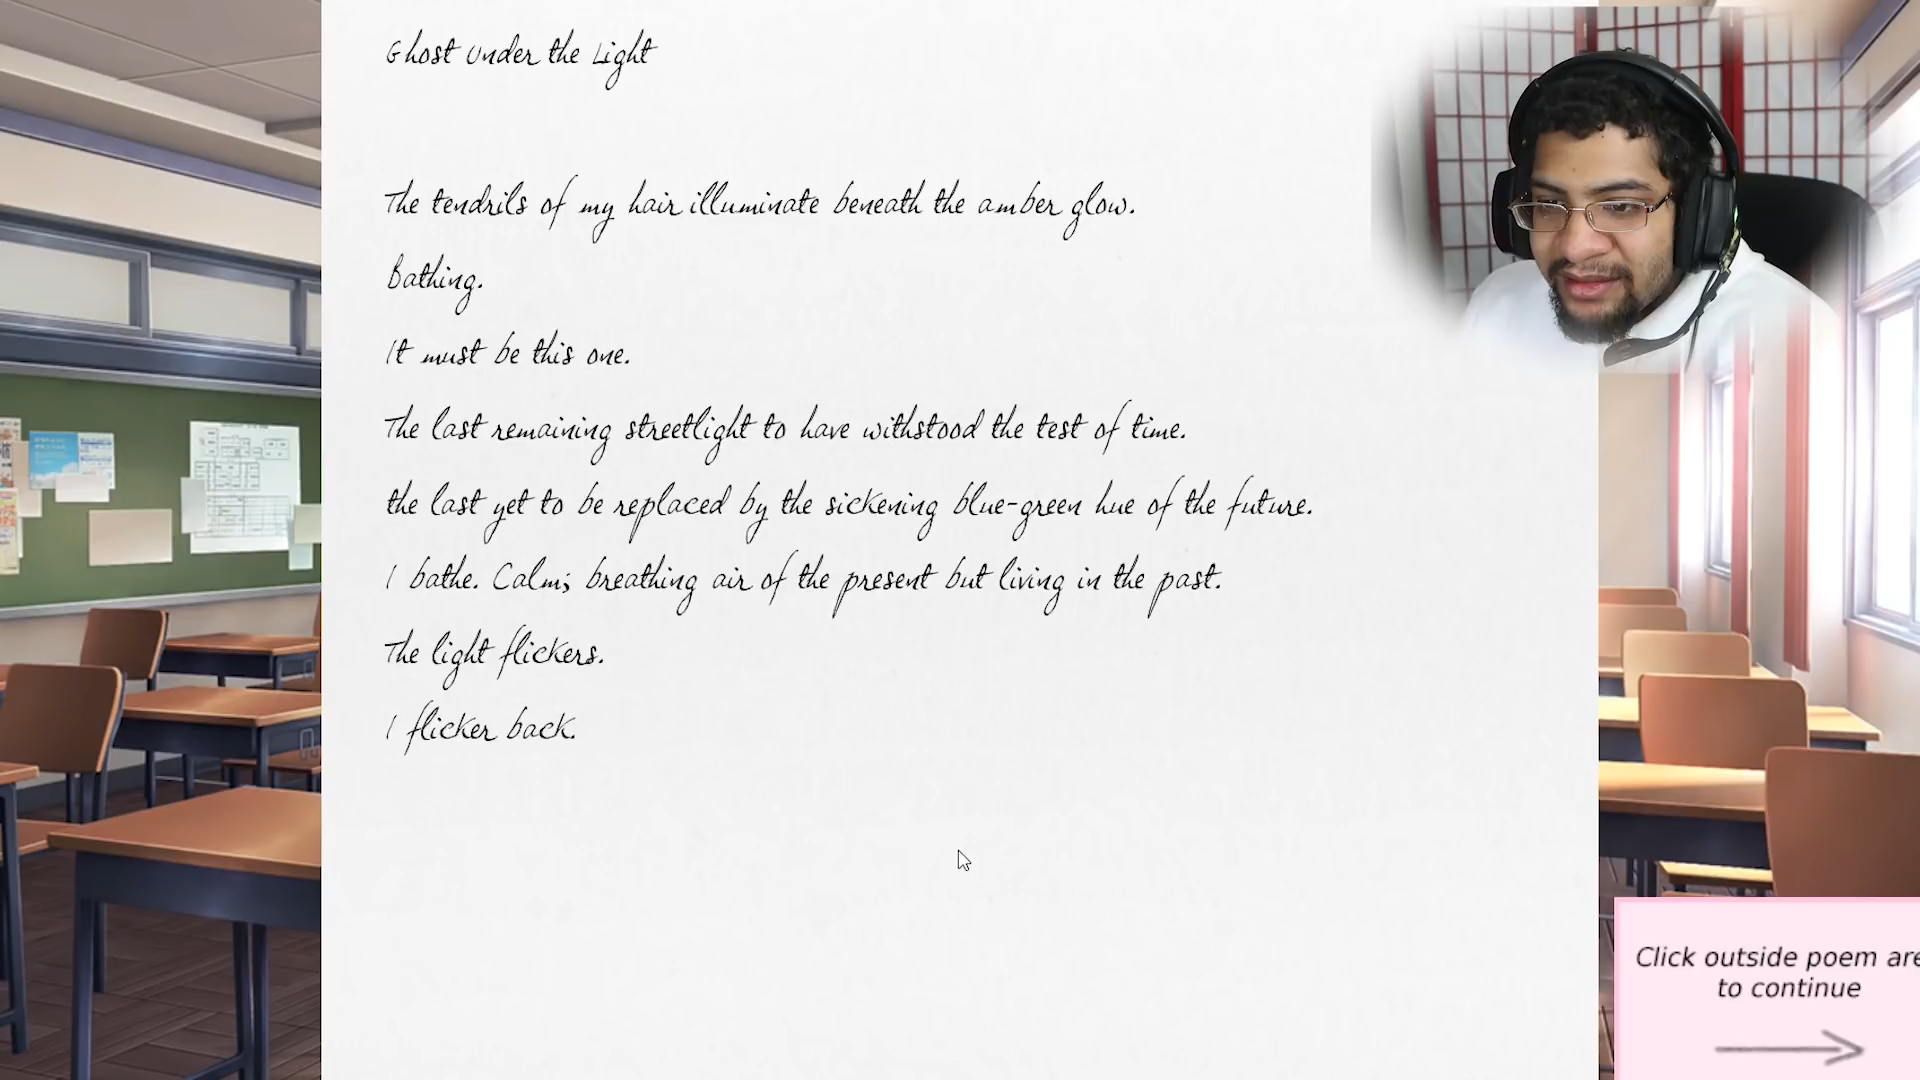 Ghost Under the Light
The tendrils of my hair illuminate beneath the amber glow.
Bathing.
It must be this one.
The last remaining streetlight to have withstood the test of time.
the last yet to be replaced by the sickening blue-green hue of the future.
I bathe. Calm; breathing air of the present but living in the past.
The light flickers.
I flicker back.
Click outside poem are
to continue